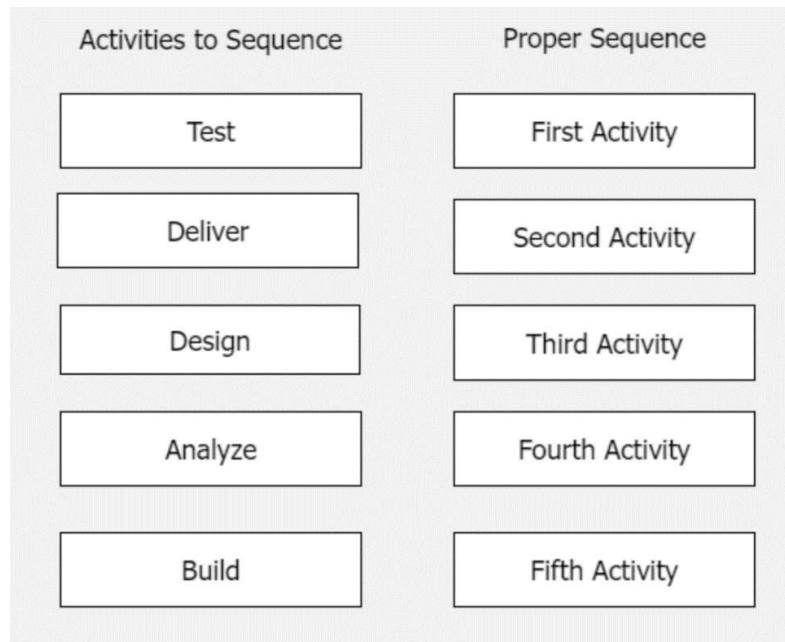 Activities to Sequence
Proper Sequence
Test
First Activity
Deliver
Second Activity
Design
Third Activity
Analyze
Fourth Activity
Build
Fifth Activity